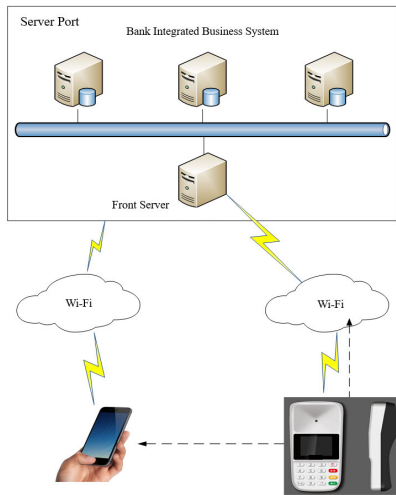 Server Port
Bank Integrated Business System
Front Server
Wi-Fi
Wi-Fi